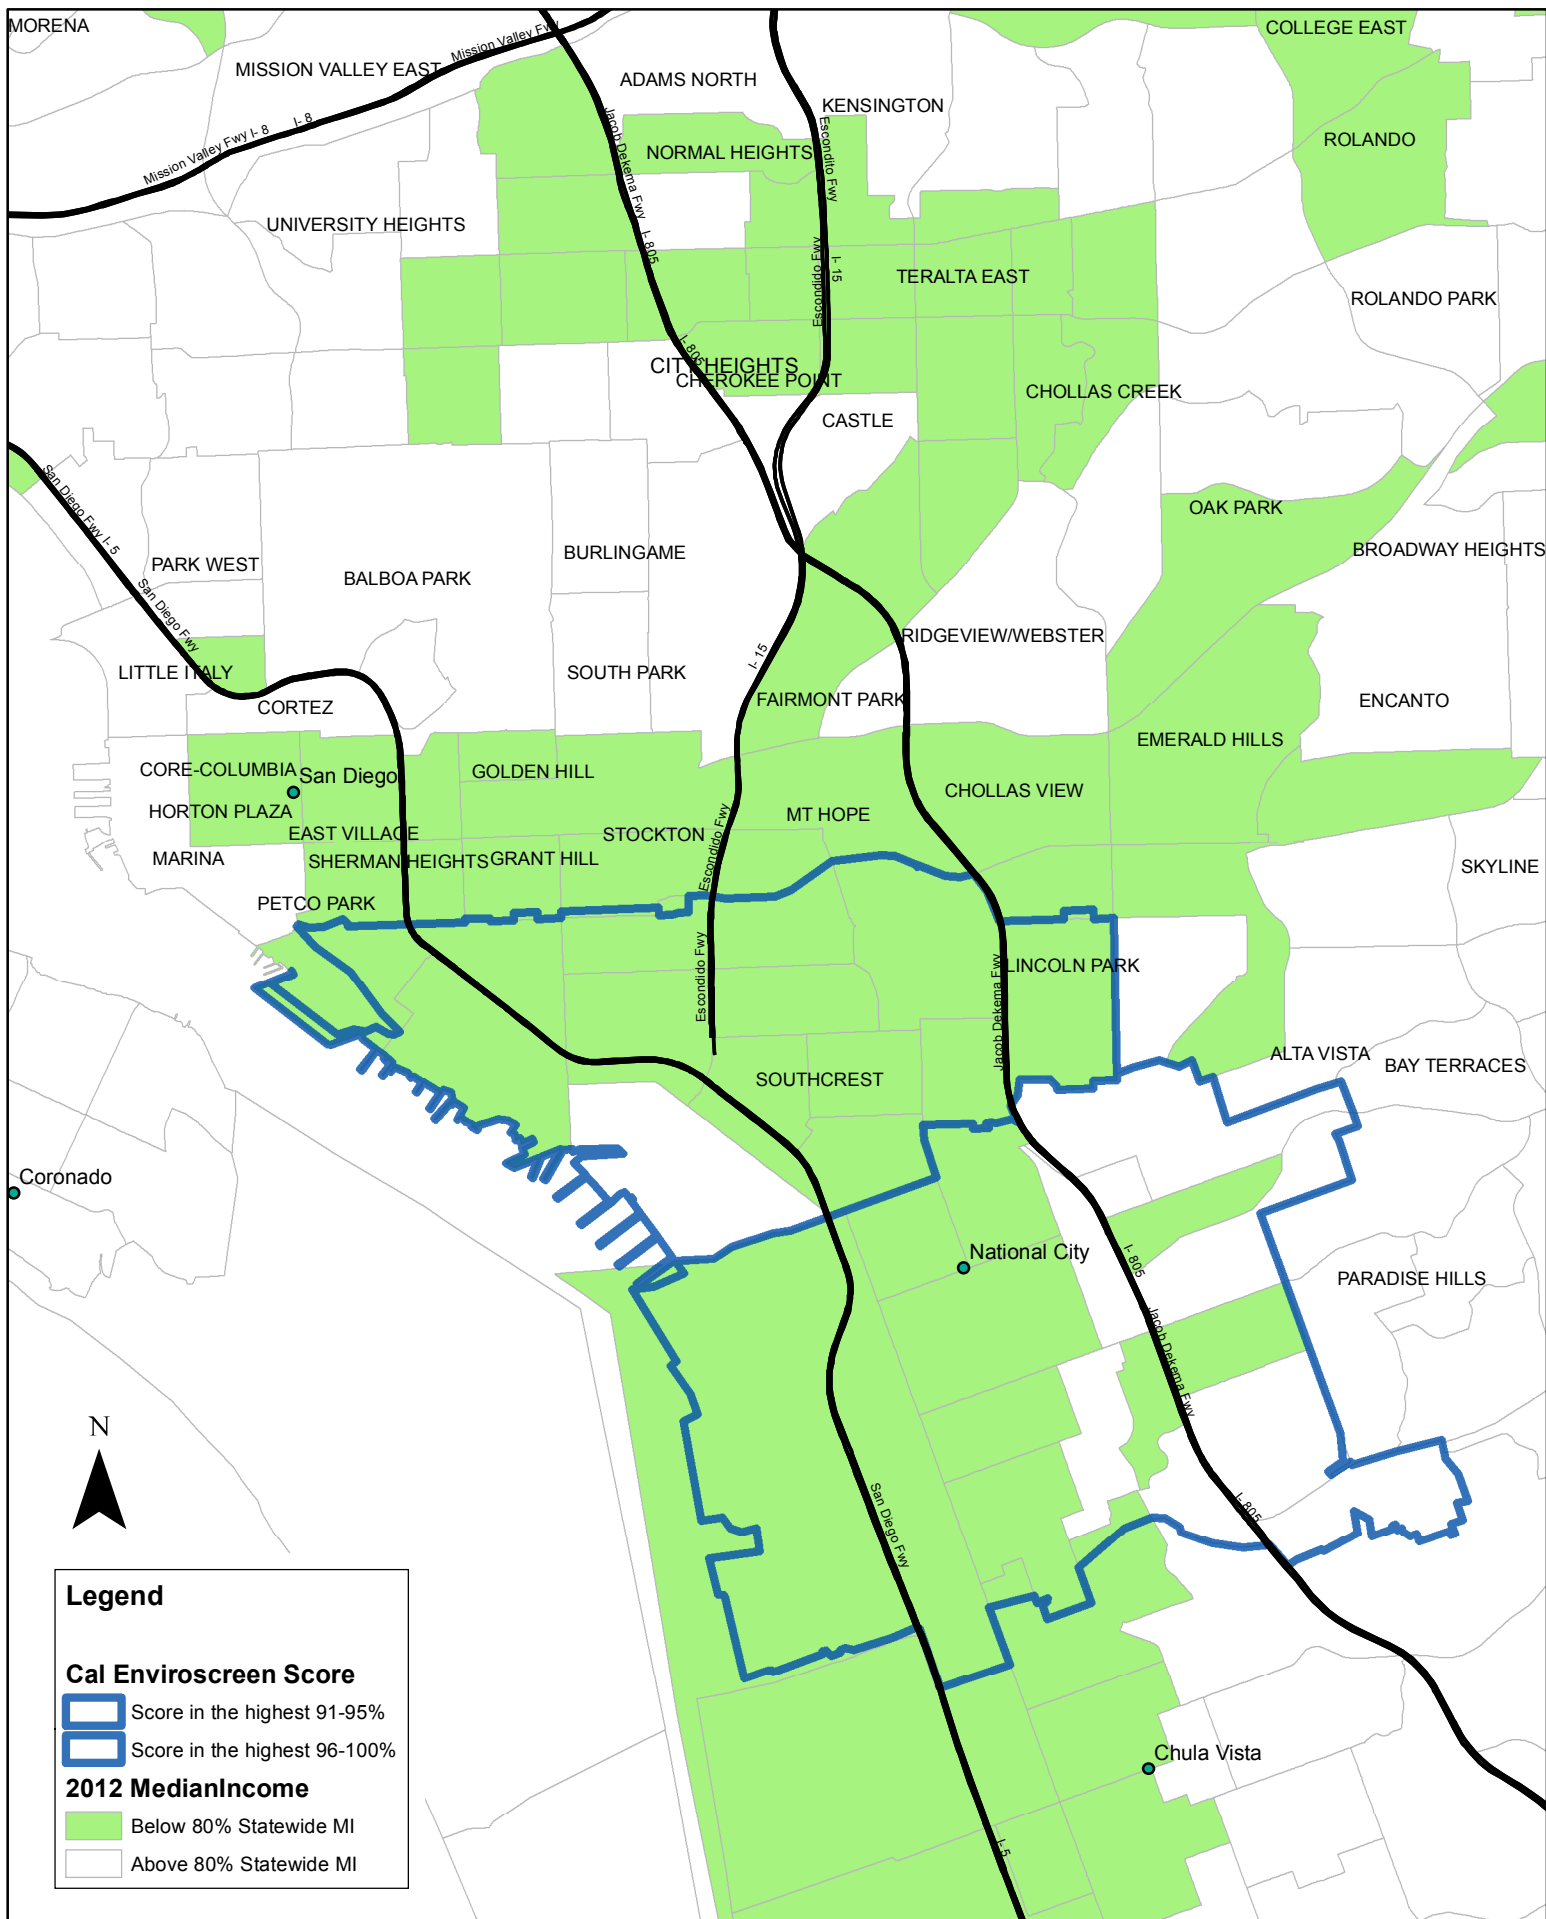 MORENA
COLLEGE EAST
Mission Valley Fwy
MISSION VALLEY EAST
ADAMS NORTH
KENSINGTON
I- 8
I- 8
Mission Valley Fwy
Jacob Dekema Fwy
Escondito Fwy
ROLANDO
NORMAL HEIGHTS
UNIVERSITY HEIGHTS
I- 805
Escondido Fwy
I- 15
TERALTA EAST
ROLANDO PARK
I- 805
CITY HEIGHTS
CHEROKEE POINT
CHOLLAS CREEK
CASTLE
San Diego Fwy I- 5
OAK PARK
BURLINGAME
BROADWAY HEIGHTS
PARK WEST
BALBOA PARK
San Diego Fwy
RIDGEVIEW/WEBSTER
I- 15
LITTLE ITALY
SOUTH PARK
FAIRMONT PARK
ENCANTO
CORTEZ
EMERALD HILLS
CORE-COLUMBIA
San Diego
GOLDEN HILL
CHOLLAS VIEW
HORTON PLAZA
MT HOPE
EAST VILLAGE
STOCKTON
MARINA
SHERMAN HEIGHTS
GRANT HILL
Escondido Fwy
SKYLINE
PETCO PARK
Escondido Fwy
Jacob Dekema Fwy
LINCOLN PARK
ALTA VISTA
BAY TERRACES
SOUTHCREST
Coronado
National City
I- 805
PARADISE HILLS
Jacob Dekema Fwy
N
San Diego Fwy
I- 805
Legend
Cal Enviroscreen Score
Score in the highest 91-95%
Score in the highest 96-100%
2012 MedianIncome
Below 80% Statewide MI
Above 80% Statewide MI
Chula Vista
I- 5